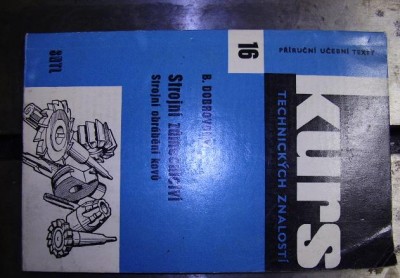 PŘÍRUČNÍ UČEBNÍ TEXTY
16
kurs
TECHNICKÝCH ZNALOSTÍ
B. DOBROVOLNÝ
Strojní zámečnictví
Strojní obrábění kovů
SNTL